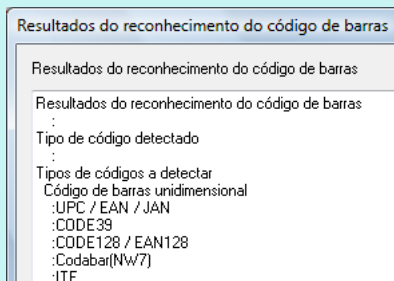 Resultados do reconhecimento do código de barras
Resultados do reconhecimento do código de barras
Resultados do reconhecimento do código de barras
:
Tipo de código detectado
:
Tipos de códigos a detectar
Código de barras unidimensional
:UPC / EAN / JAN
:CODE39
:CODE128 / EAN128
:Codabar(NW7)
:ITF